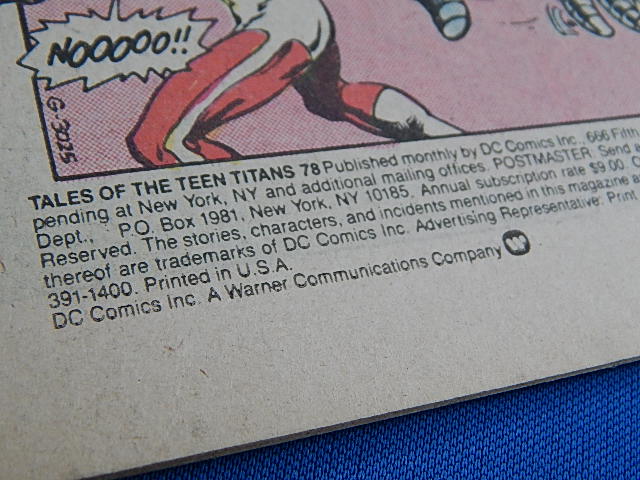 NOOOOO!!
G-3025
TALES OF THE TEEN TITANS 78 Published monthly by DC Comics Inc., 666 Fifth
pending at New York, NY and additional mailing offices. POSTMASTER, Send
Dept., P.O. Box 1981, New York, NY 10185. Annual subscription rate $9.00.
Reserved. The stories, characters, and incidents mentioned in this magazine
thereof are trademarks of DC Comics Inc. Advertising Representative: Print
391-1400. Printed in U.S.A.
DC Comics Inc. A Warner Communications Company